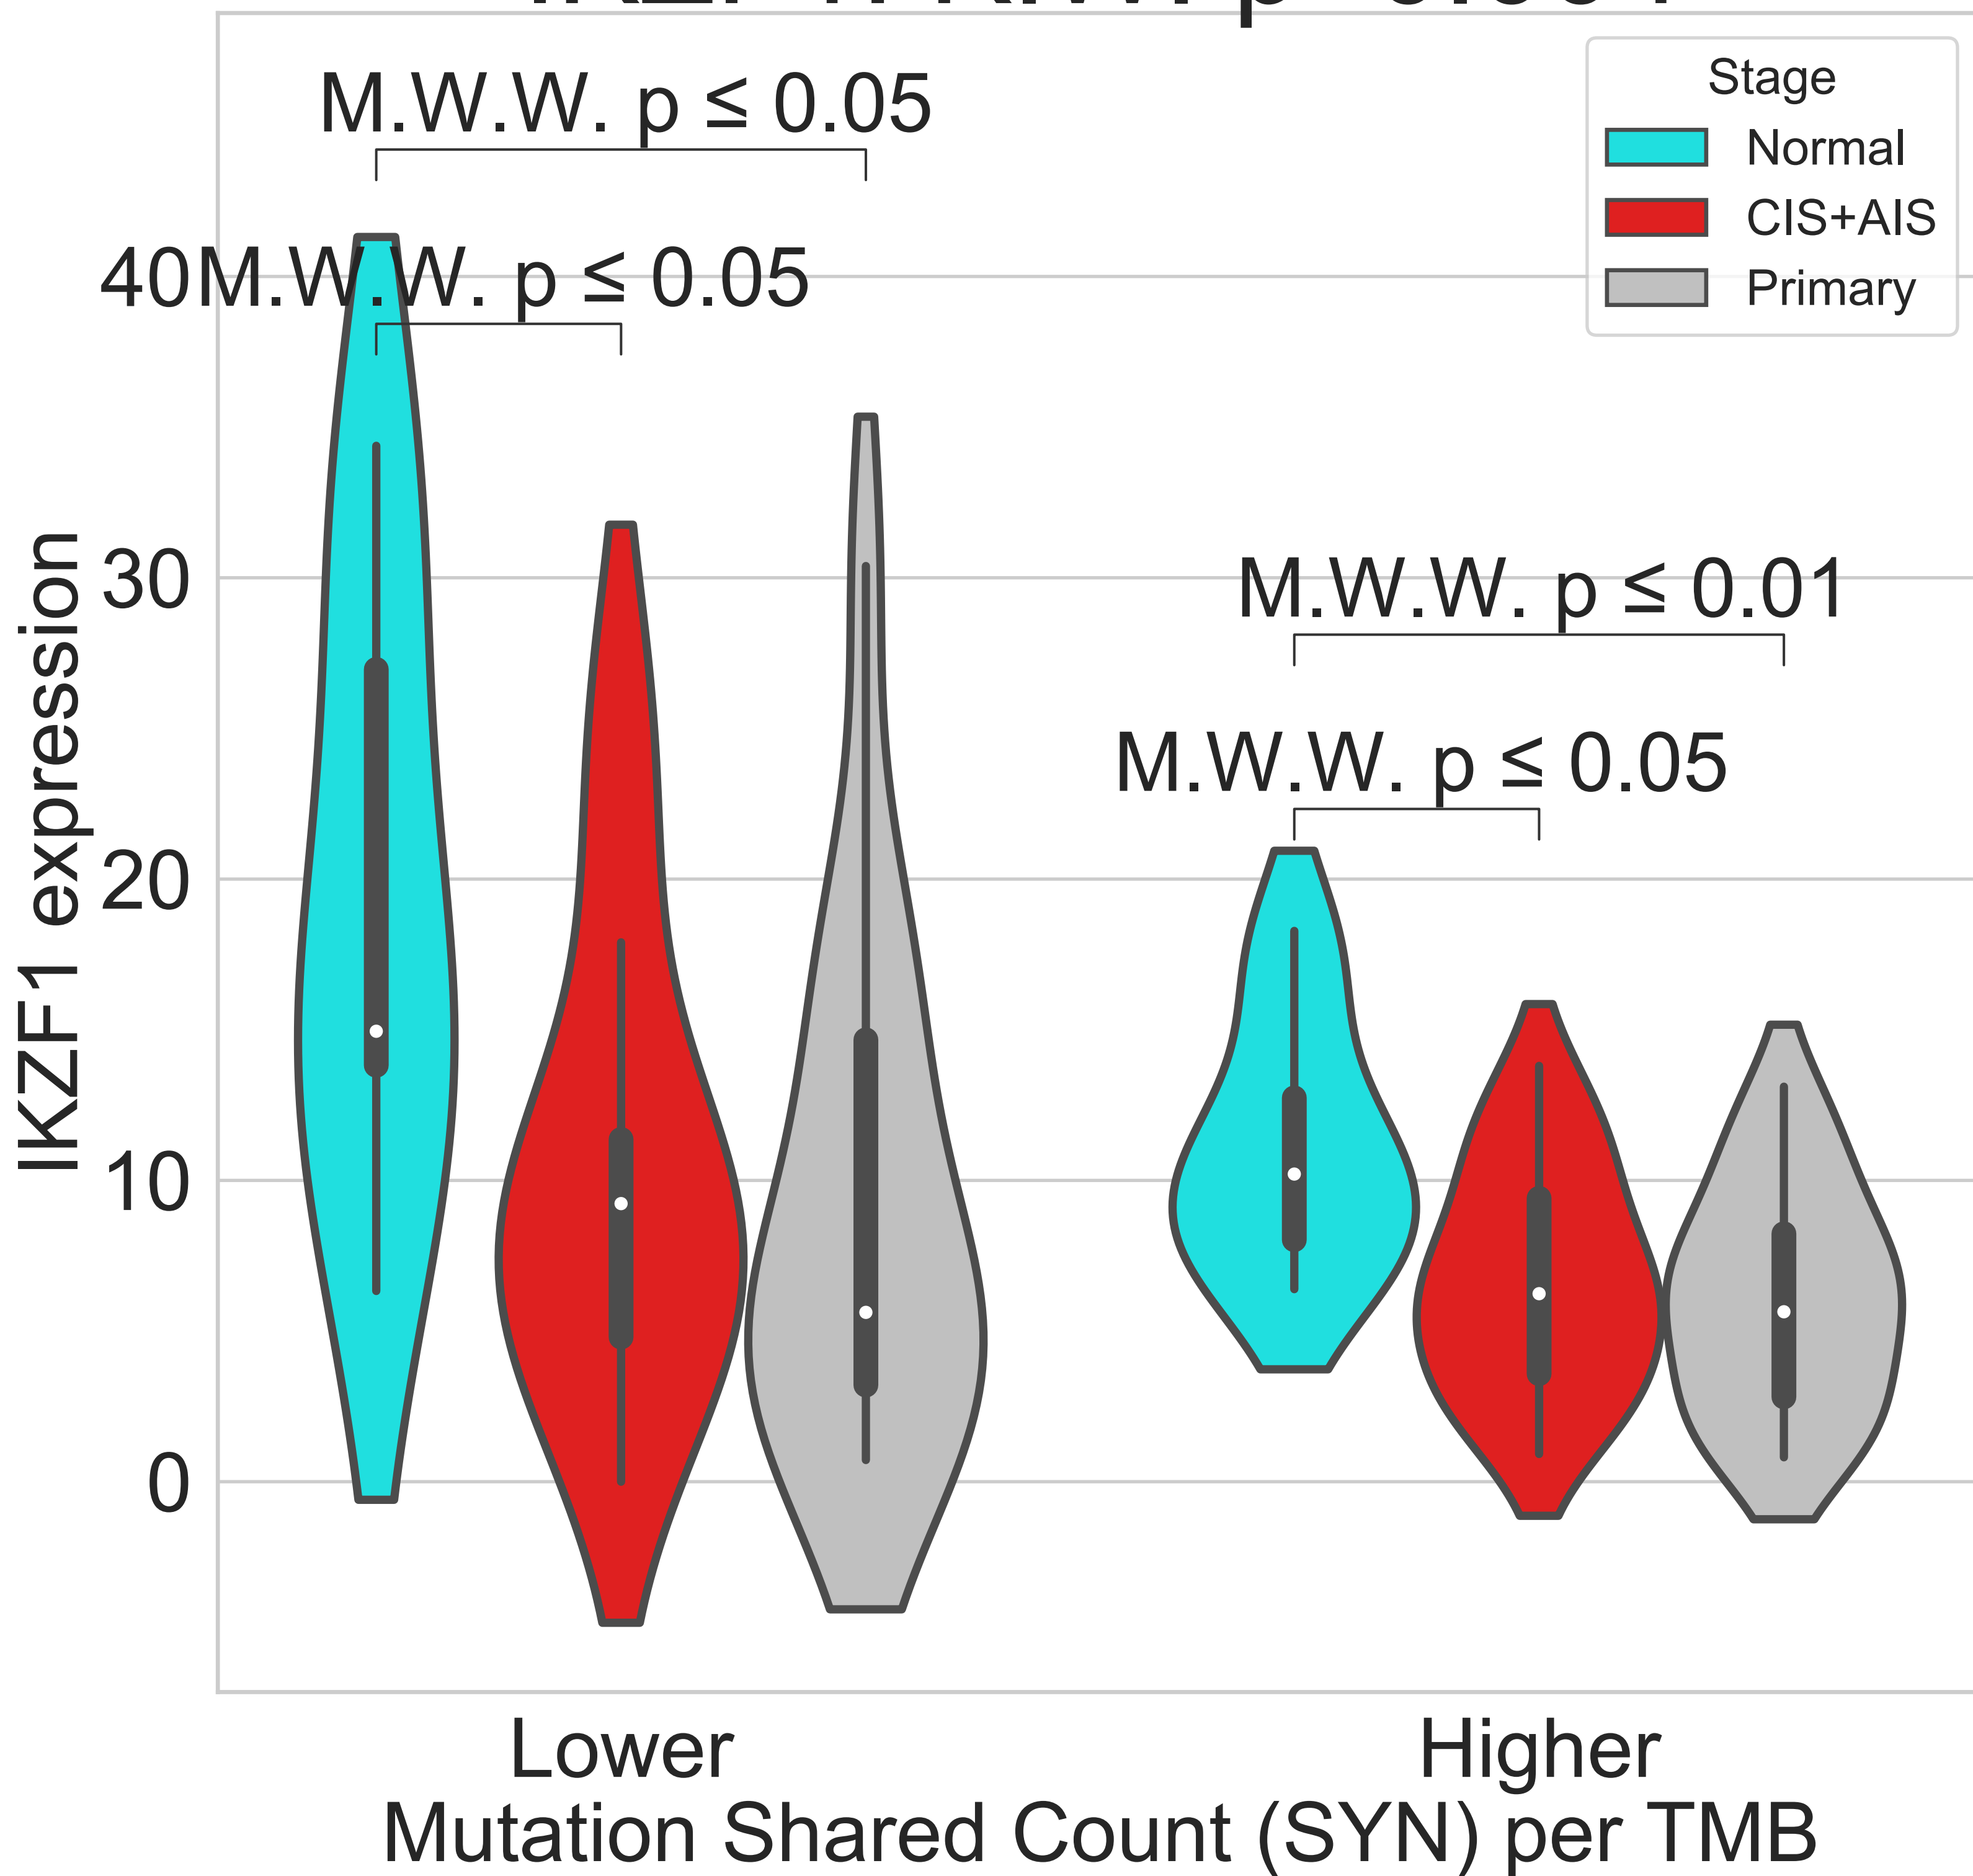 Stage
Normal
CIS+AIS
Primary
M.W.W. p ≤ 0.05
M.W.W. p ≤ 0.05
M.W.W. p ≤ 0.01
M.W.W. p ≤ 0.05
IKZF1 expression
40
30
20
10
0
Lower
Higher
Mutation Shared Count (SYN) per TMB